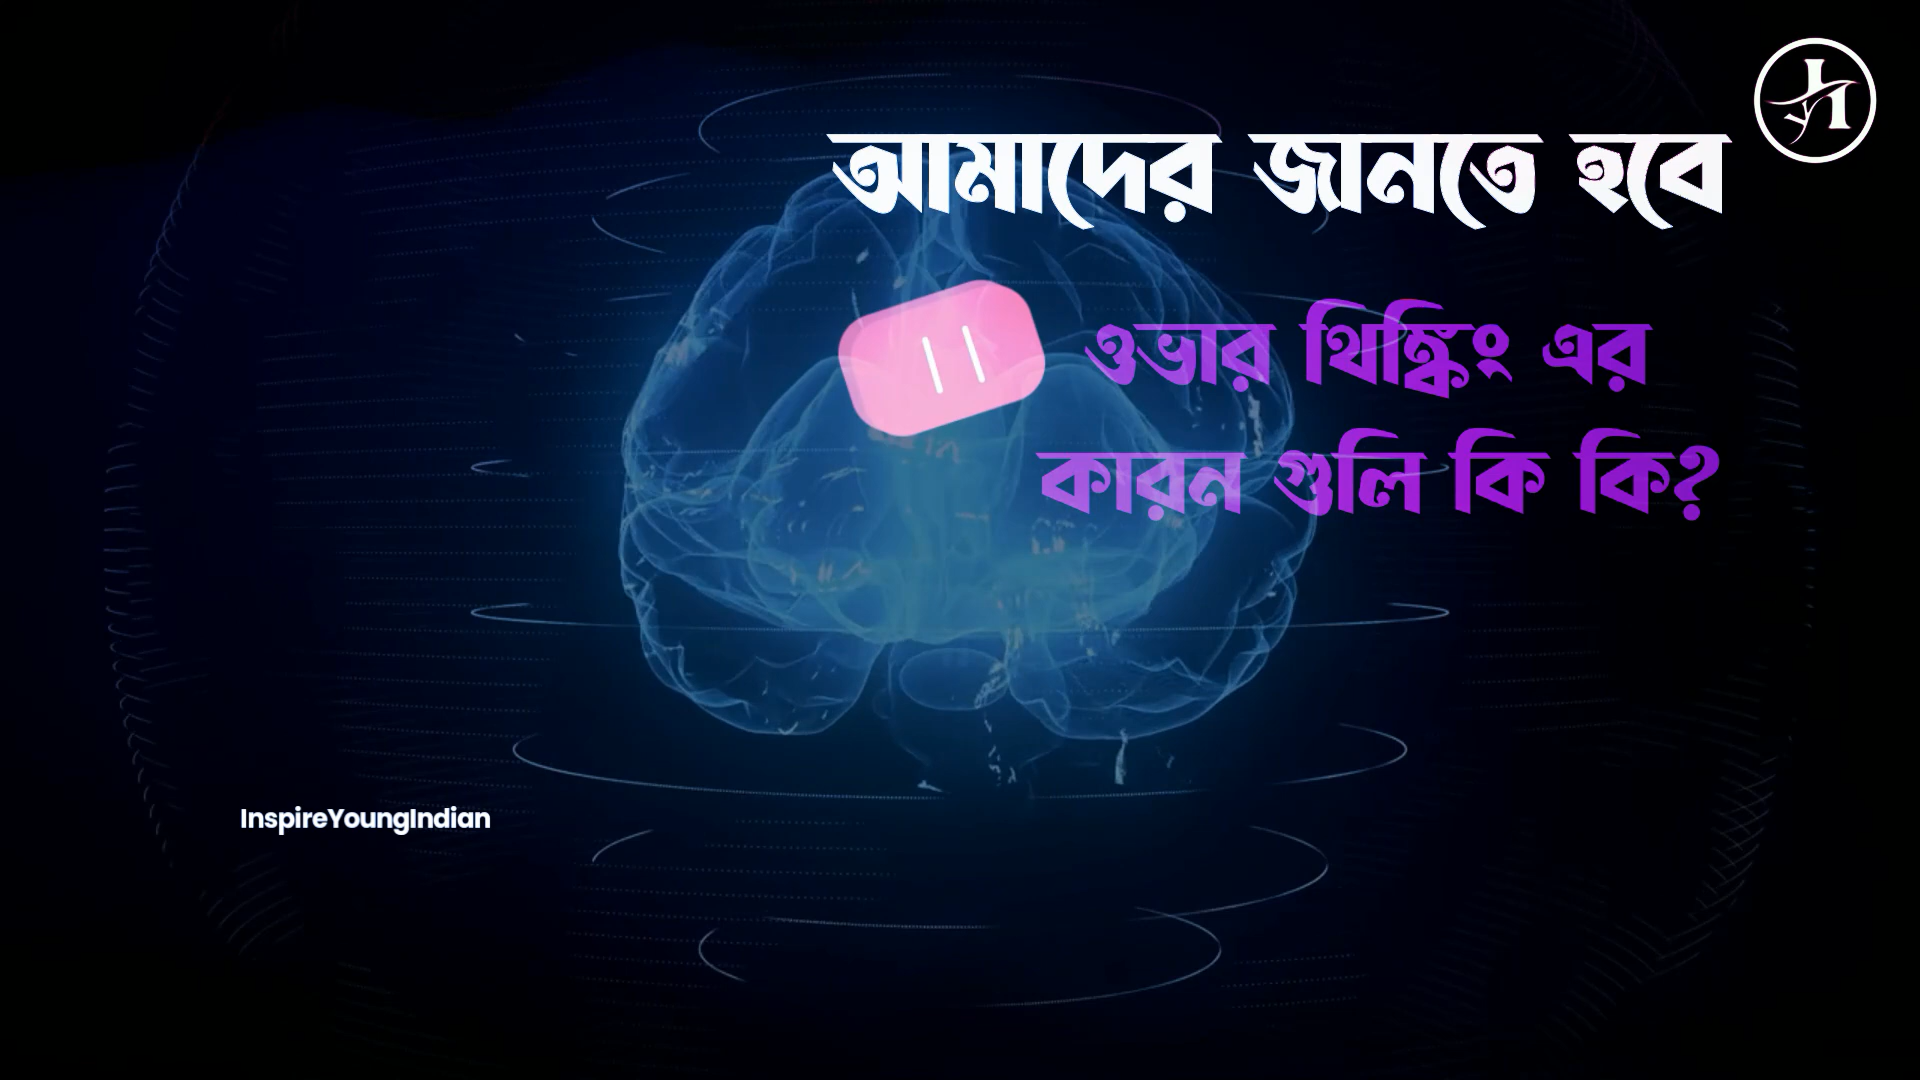 আমাদের জানতে হবে
ওভার থিঙ্কিং এর
কারন গুলি কি কি?
InspireYoungIndian